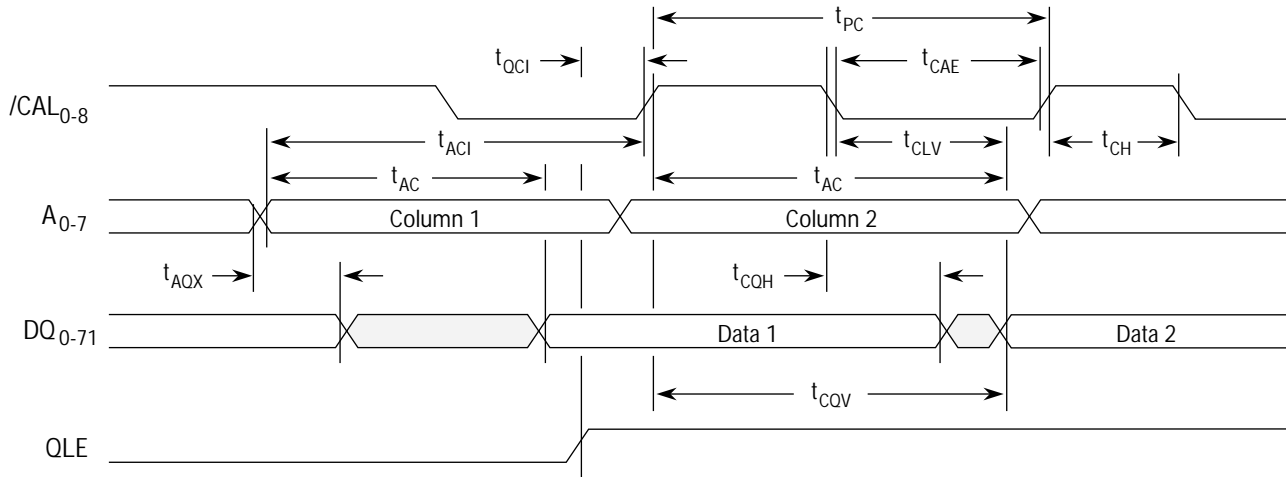 tPC
tQCI
tCAE
/CAL0-8
tACI
tCLV
tCH
tAC
tAC
A0-7
Column 1
Column 2
tAQX
tCQH
DQ0-71
Data 1
Data 2
tCQV
QLE